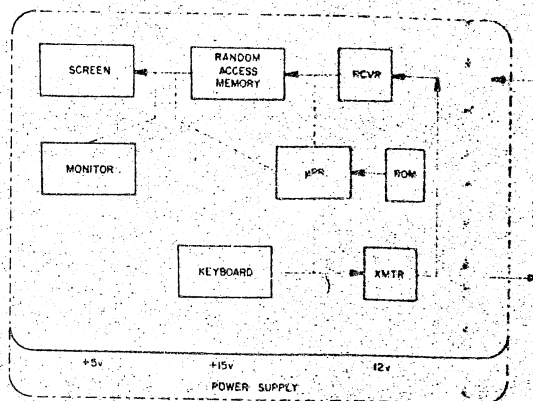 SCREEN
RANDOM
ACCESS
MEMORY
RCVR
MONITOR
μPR
ROM
KEYBOARD
XMTR
+5v
+15v
12v
POWER SUPPLY